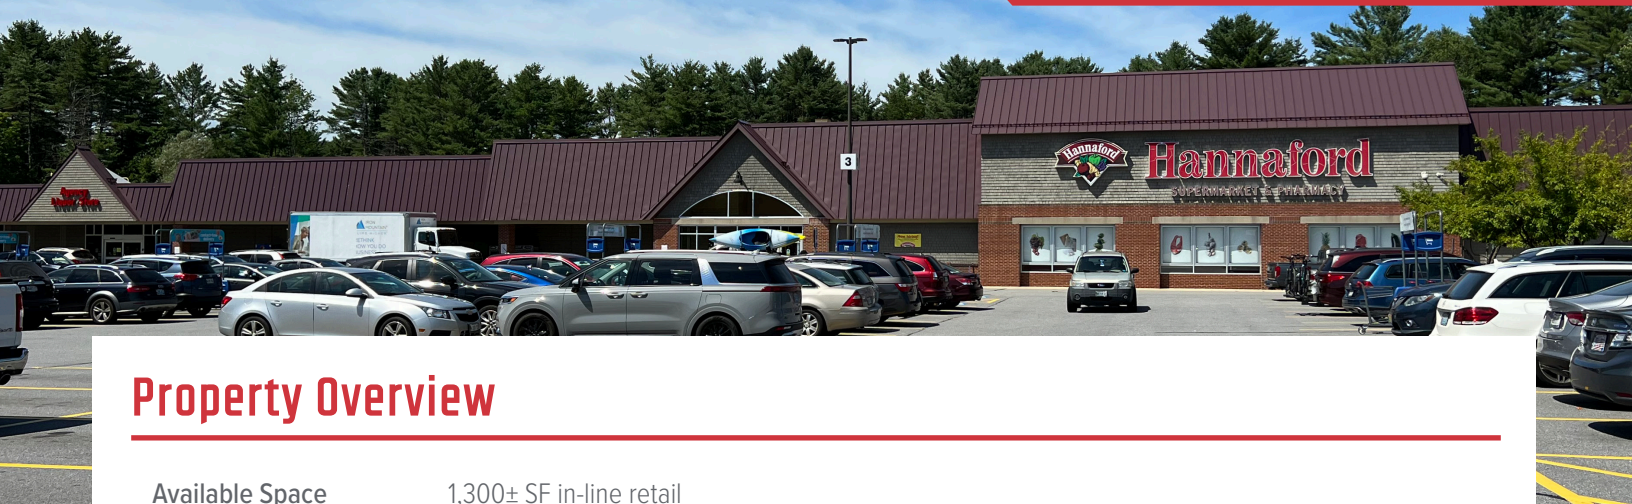 3
Hannaford
Hannaford
SUPERMARKET & PHARMACY
Property Overview
Available Space 1,300± SF in-line retail